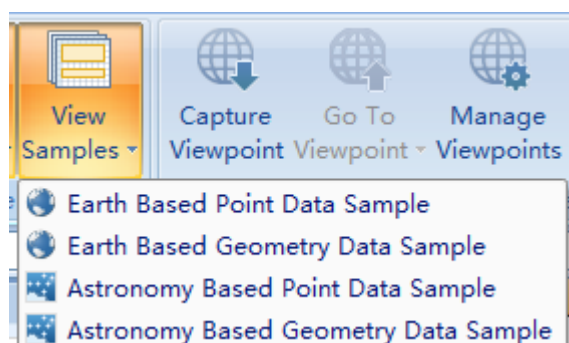 View Samples
Capture Viewpoint
Go To Viewpoint
Manage Viewpoints
Earth Based Point Data Sample
Earth Based Geometry Data Sample
Astronomy Based Point Data Sample
Astronomy Based Geometry Data Sample